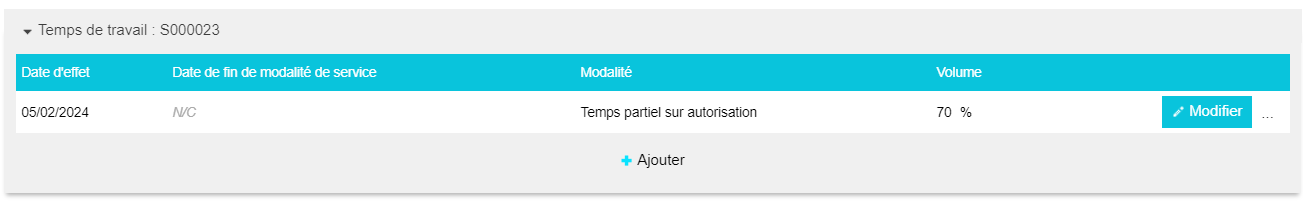 Temps de travail : S000023
Date d'effet Date de fin de modalité de service Modalité Volume
05/02/2024 N/C Temps partiel sur autorisation 70 % Modifier ...
Ajouter